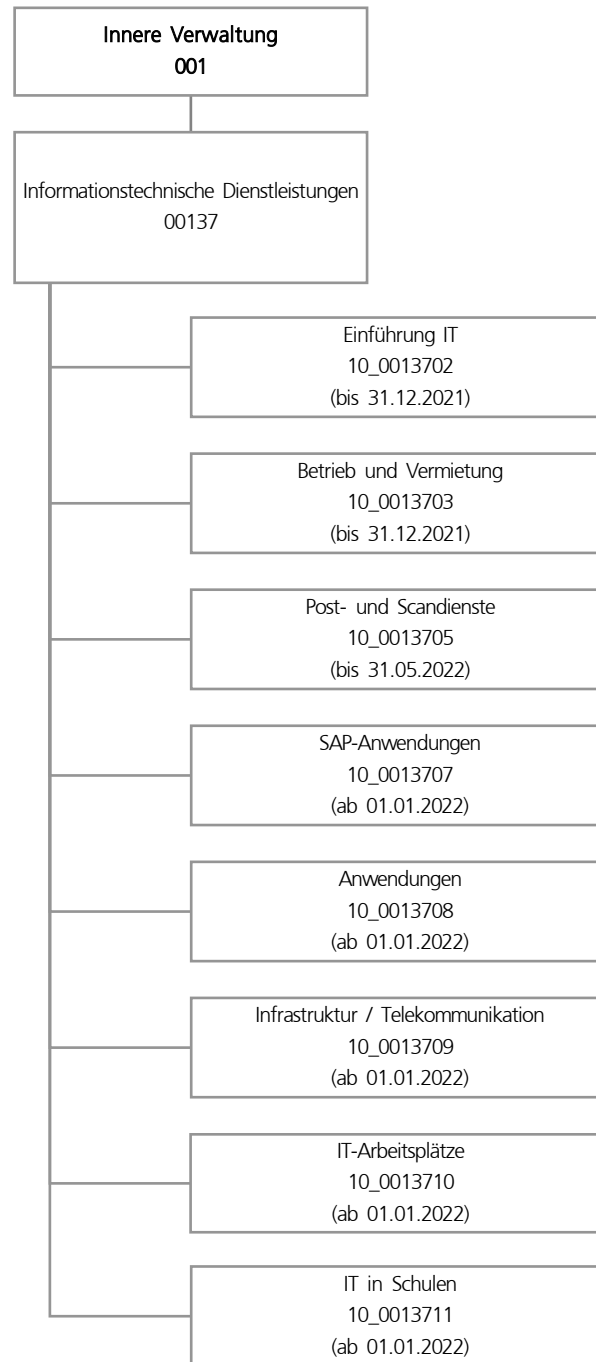 Innere Verwaltung
001
Informationstechnische Dienstleistungen
00137
Einführung IT
10_0013702
(bis 31.12.2021)
Betrieb und Vermietung
10_0013703
(bis 31.12.2021)
Post- und Scandienste
10_0013705
(bis 31.05.2022)
SAP-Anwendungen
10_0013707
(ab 01.01.2022)
Anwendungen
10_0013708
(ab 01.01.2022)
Infrastruktur / Telekommunikation
10_0013709
(ab 01.01.2022)
IT-Arbeitsplätze
10_0013710
(ab 01.01.2022)
IT in Schulen
10_0013711
(ab 01.01.2022)